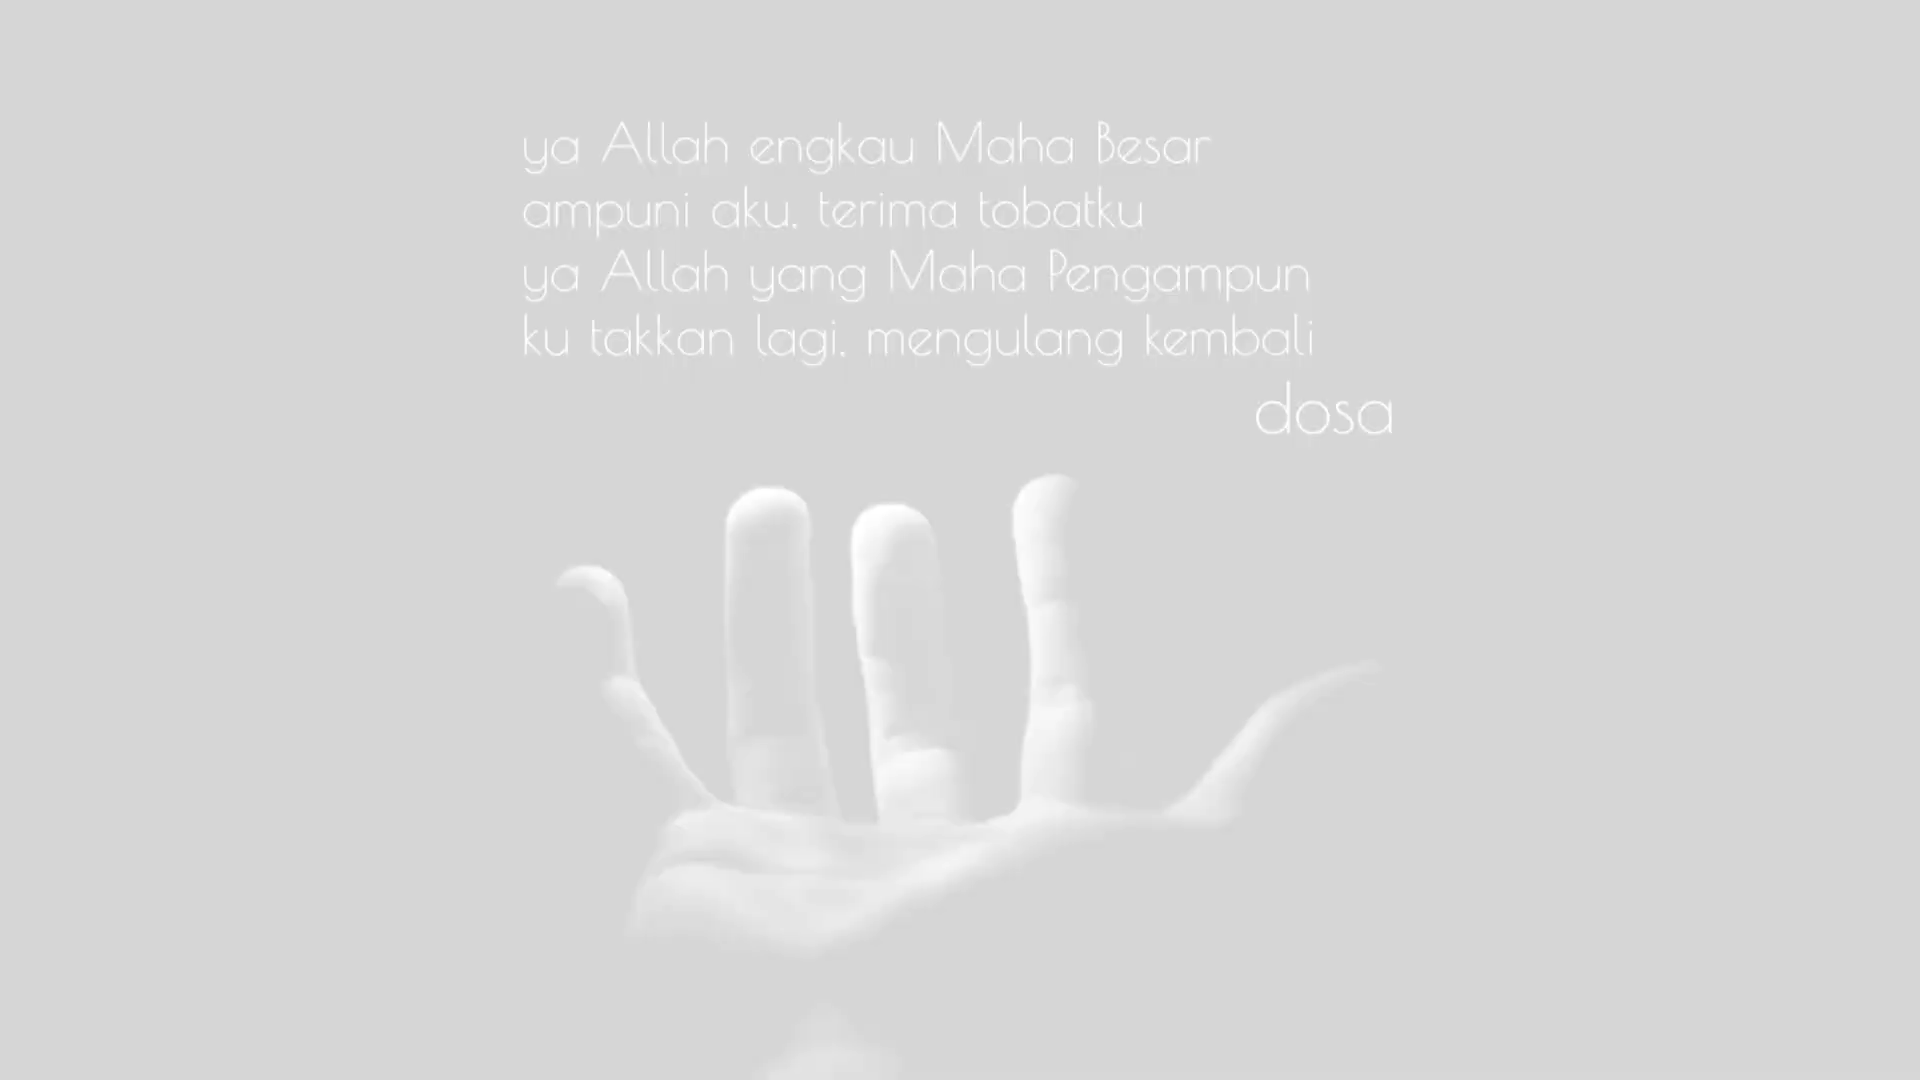 ya Allah engkau Maha Besar
ampuni aku, terima tobatku
ya Allah yang Maha Pengampun
ku takkan lagi, mengulang kembali
dosa